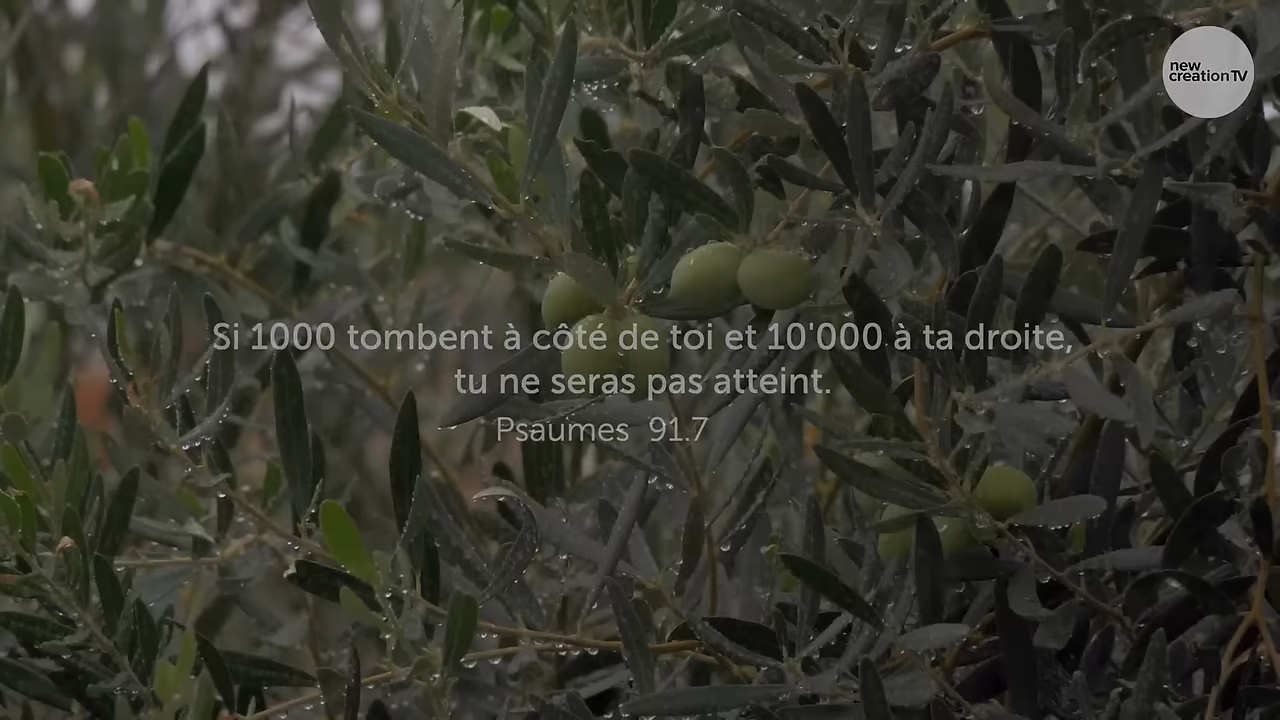 new
creationTV
Si 1000 tombent à côté de toi et 10'000 à ta droite,
tu ne seras pas atteint.
Psaumes 91.7